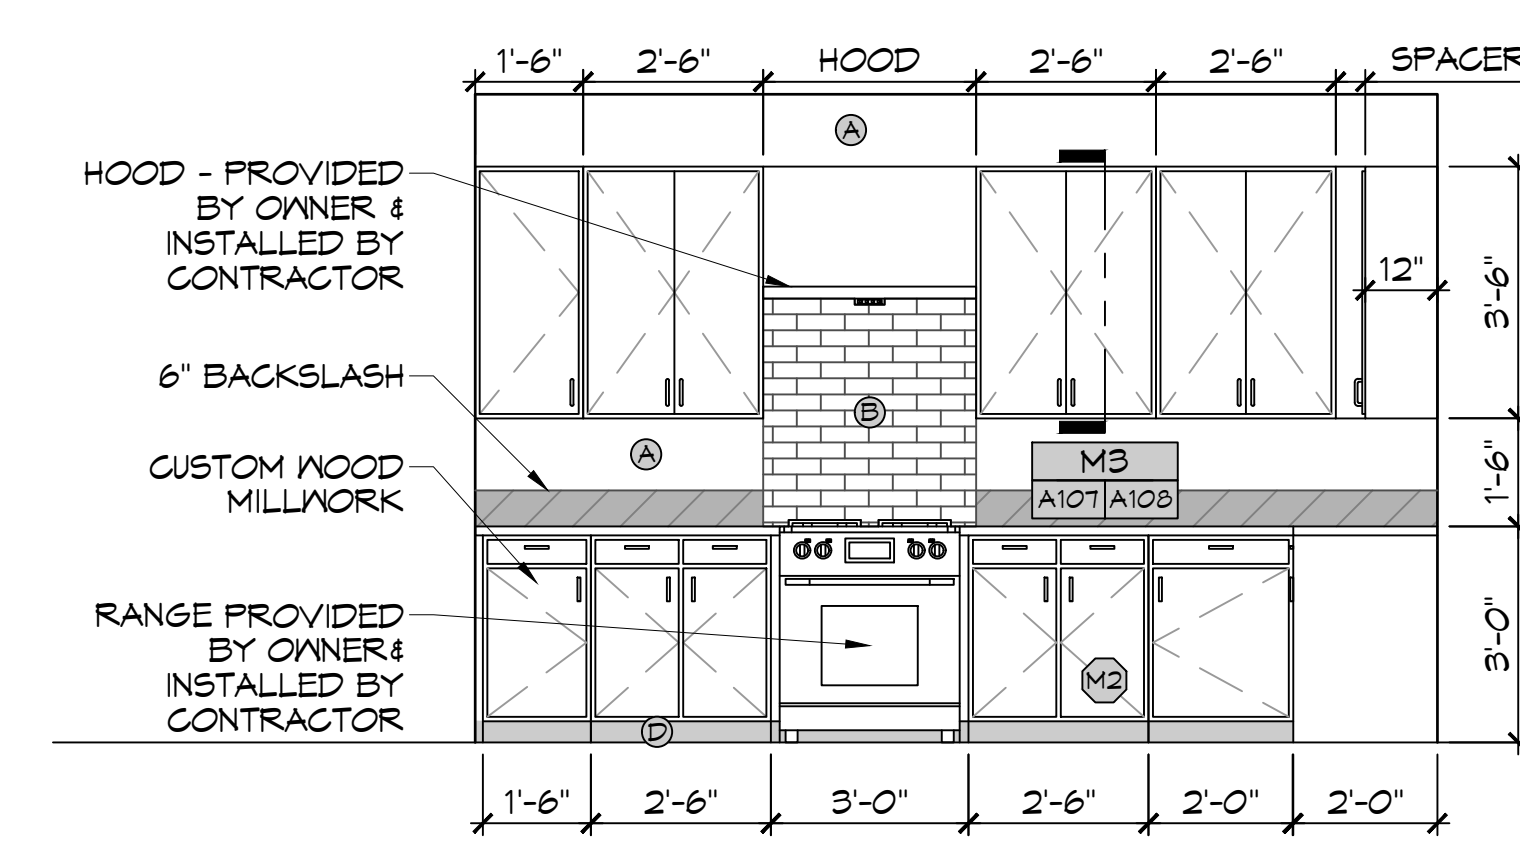 1'-6" 2'-6" HOOD 2'-6" 2'-6" SPACER
A
HOOD - PROVIDED
BY OWNER &
INSTALLED BY
CONTRACTOR
12"
3'-6"
6" BACKSLASH
B
A
CUSTOM WOOD
MILLWORK
M3
A107 A108
1'-6"
RANGE PROVIDED
BY OWNER&
INSTALLED BY
CONTRACTOR
3'-0"
M2
D
1'-6" 2'-6" 3'-0" 2'-6" 2'-0" 2'-0"